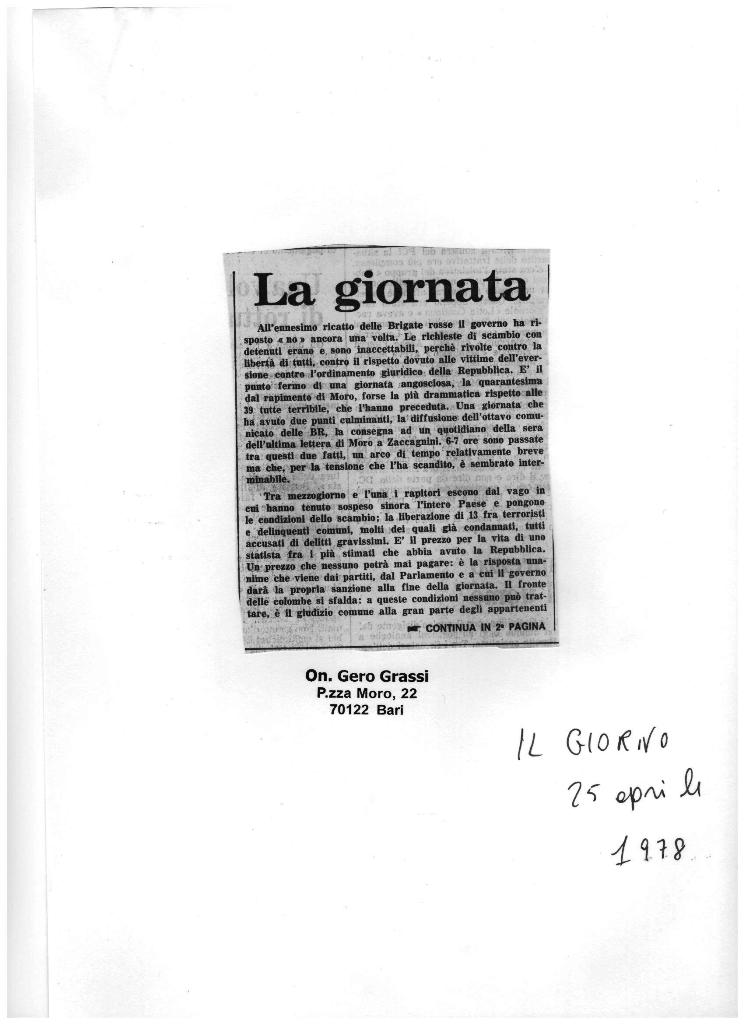 La giornata
All'ennesimo ricatto delle Brigate rosse il governo ha ri-
sposto «no» ancora una volta. Le richieste di scambio con
detenuti erano e sono inaccettabili, perchè rivolte contro la
libertà di tutti, contro il rispetto dovuto alle vittime dell'ever-
sione contro l'ordinamento giuridico della Repubblica. E' il
punto fermo di una giornata angosciosa, la quarantesima
dal rapimento di Moro, forse la più drammatica rispetto alle
39 tutte terribile, che l'hanno preceduta. Una giornata che
ha avuto due punti culminanti, la diffusione dell'ottavo comu-
nicato delle BR, la consegna ad un quotidiano della sera
dell'ultima lettera di Moro a Zaccagnini. 6-7 ore sono passate
tra questi due fatti, un arco di tempo relativamente breve
ma che, per la tensione che l'ha scandito, è sembrato inter-
minabile.
Tra mezzogiorno e l'una i rapitori escono dal vago in
cui hanno tenuto sospeso sinora l'intero Paese e pongono
le condizioni dello scambio; la liberazione di 13 fra terroristi
e delinquenti comuni, molti dei quali già condannati, tutti
accusati di delitti gravissimi. E' il prezzo per la vita di uno
statista fra i più stimati che abbia avuto la Repubblica.
Un prezzo che nessuno potrà mai pagare: è la risposta una-
nime che viene dai partiti, dal Parlamento e a cui il governo
darà la propria sanzione alla fine della giornata. Il fronte
delle colombe si sfalda: a queste condizioni nessuno può trat-
tare, è il giudizio comune alla gran parte degli appartenenti
CONTINUA IN 2ª PAGINA
On. Gero Grassi
P.zza Moro, 22
70122 Bari
IL GIORNO
25 aprile
1978